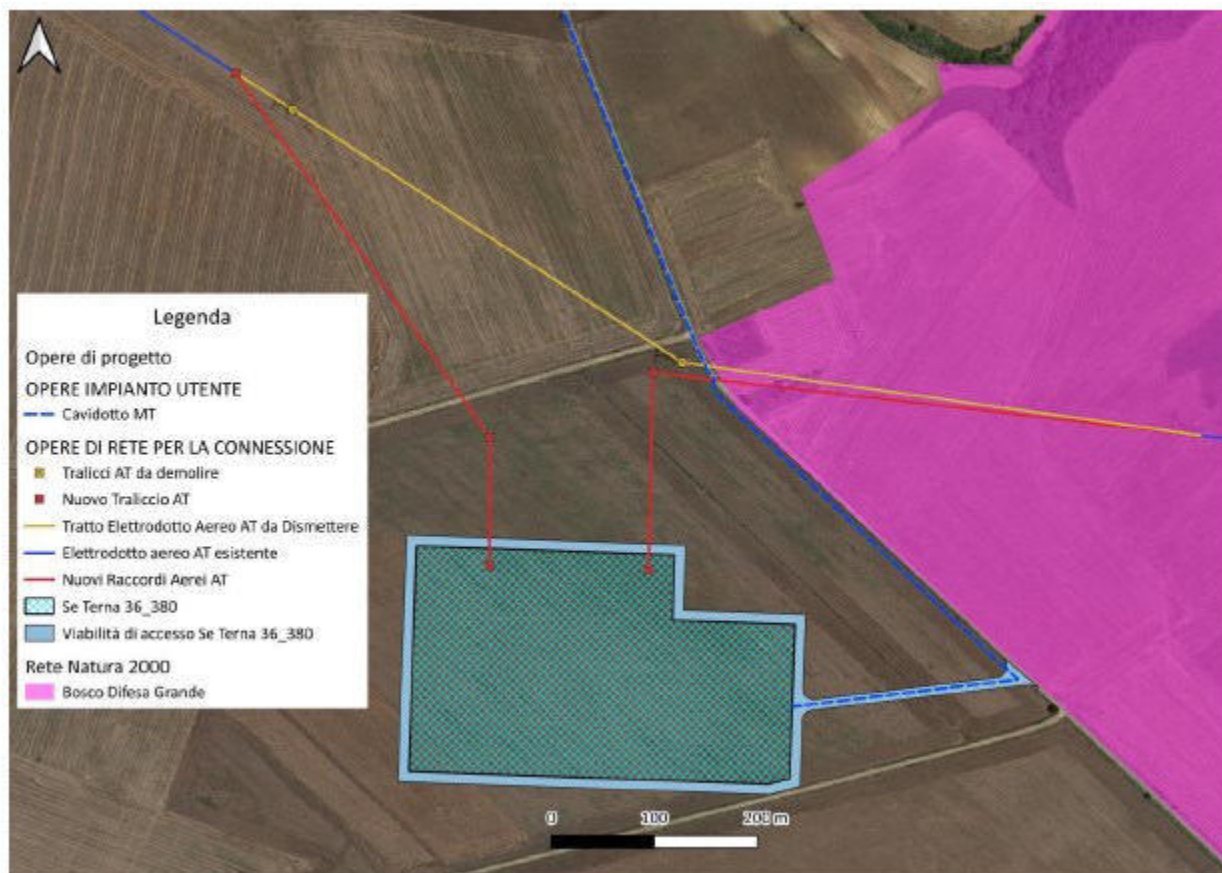 Legenda
Opere di progetto
OPERE IMPIANTO UTENTE
Cavidotto MT
OPERE DI RETE PER LA CONNESSIONE
Tralicci AT da demolire
Nuovo Traliccio AT
Tratto Elettrodotto Aereo AT da Dismettere
Elettrodotto aereo AT esistente
Nuovi Raccordi Aerei AT
Se Terna 36_380
Viabilità di accesso Se Terna 36_380
Rete Natura 2000
Bosco Difesa Grande
0 100 200 m